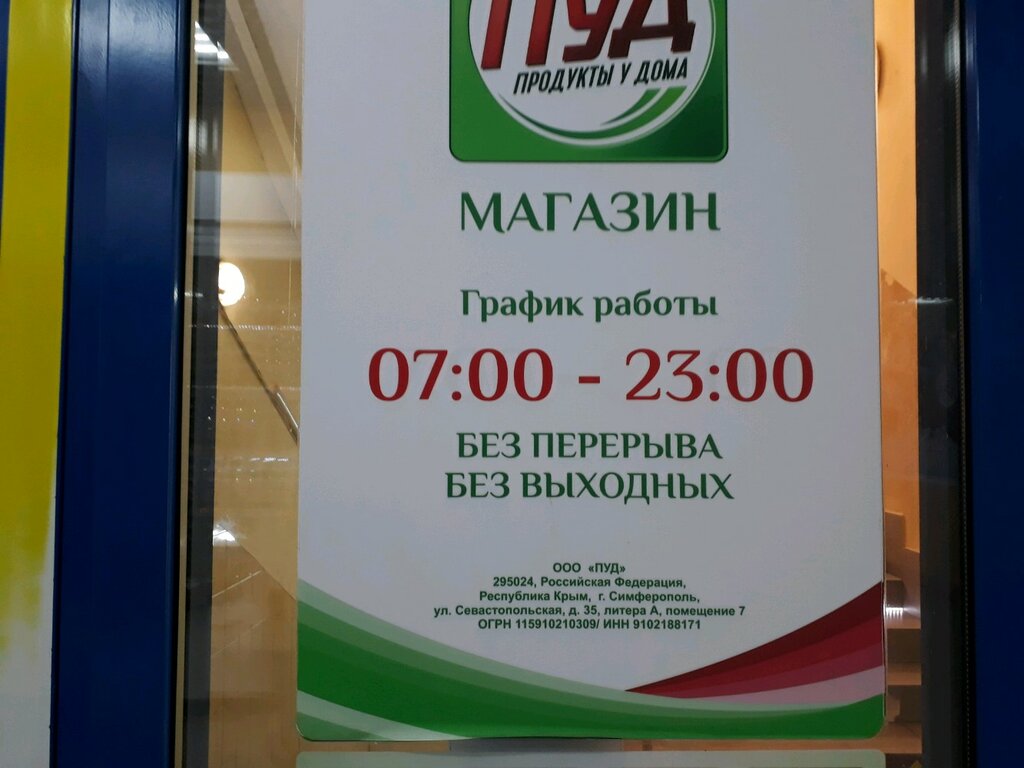 ПУД
ПРОДУКТЫ У ДОМА
МАГАЗИН
График работы
07:00 - 23:00
БЕЗ ПЕРЕРЫВА
БЕЗ ВЫХОДНЫХ
ООО «ПУД»
295024, Российская Федерация,
Республика Крым, г. Симферополь,
ул. Севастопольская, д. 35, литера А, помещение 7
ОГРН 115910210309/ ИНН 9102188171